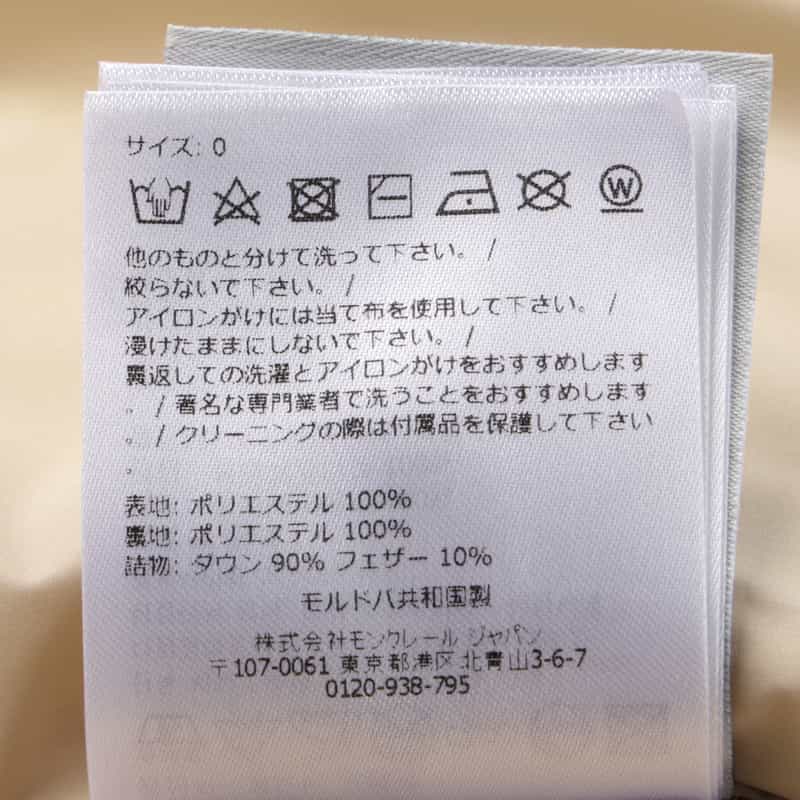 サイズ: 0
W
他のものと分けて洗って下さい。 /
絞らないで下さい。 /
アイロンがけには当て布を使用して下さい。 /
浸けたままにしないで下さい。 /
裏返しての洗濯とアイロンがけをおすすめします
。 / 著名な専門業者で洗うことをおすすめします
。 / クリーニングの際は付属品を保護して下さい
。
表地: ポリエステル 100%
裏地: ポリエステル 100%
詰物: ダウン 90% フェザー 10%
モルドバ共和国製
株式会社モンクレール ジャパン
〒107-0061 東京都港区北青山3-6-7
0120-938-795